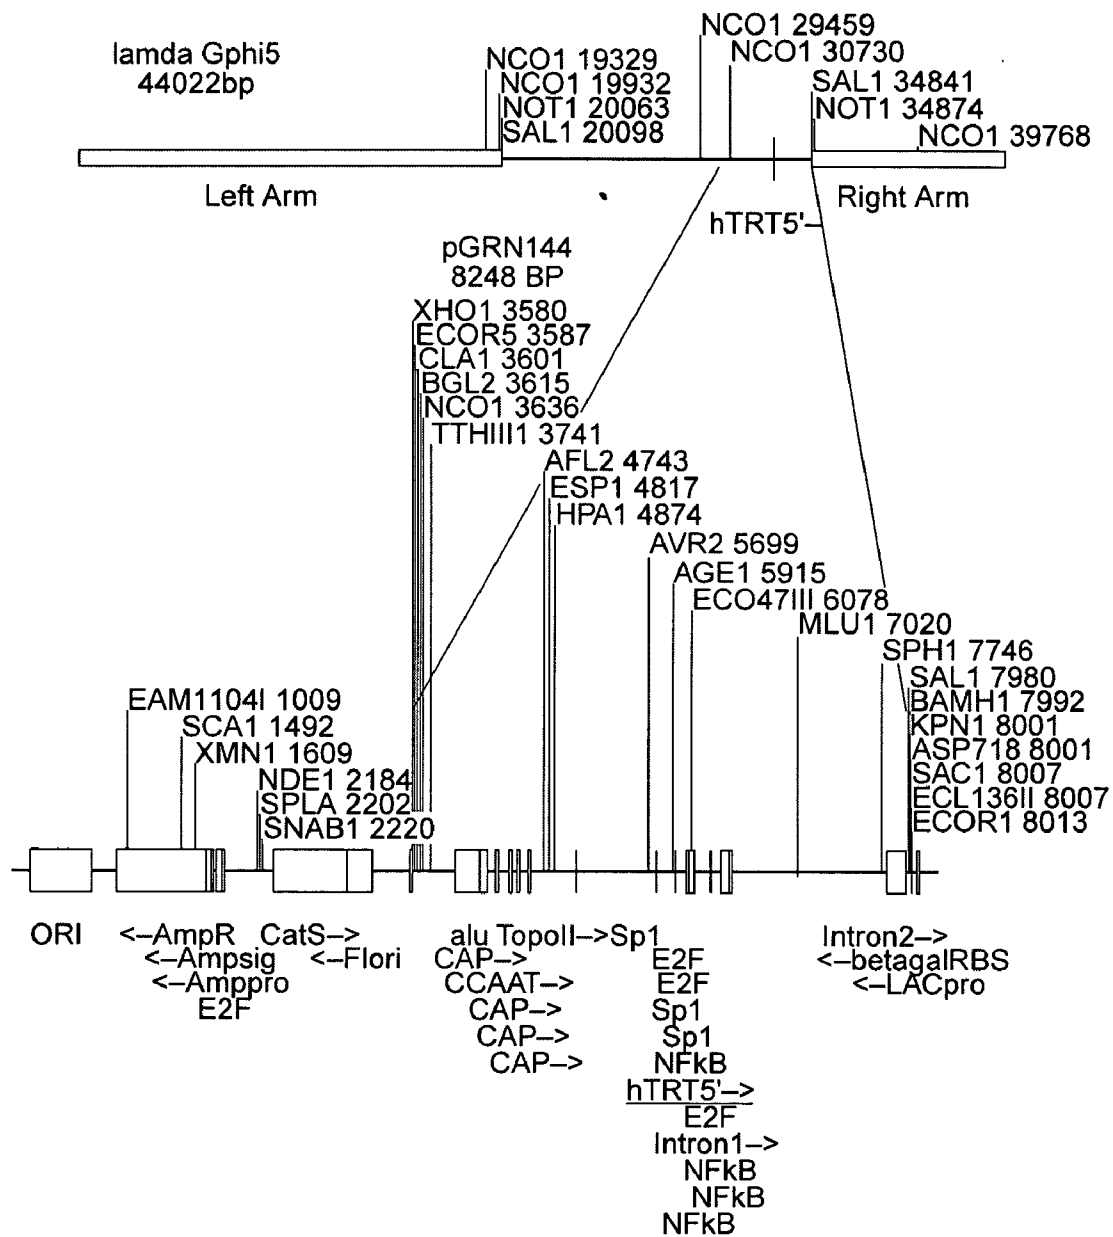 lamda Gphi5
44022bp
NCO1 29459
NCO1 30730
NCO1 19329
NCO1 19932
NOT1 20063
SAL1 20098
SAL1 34841
NOT1 34874
NCO1 39768
Left Arm
Right Arm
hTRT5'–
pGRN144
8248 BP
XHO1 3580
ECOR5 3587
CLA1 3601
BGL2 3615
NCO1 3636
TTHIII1 3741
AFL2 4743
ESP1 4817
HPA1 4874
AVR2 5699
AGE1 5915
ECO47III 6078
MLU1 7020
SPH1 7746
SAL1 7980
BAMH1 7992
KPN1 8001
ASP718 8001
SAC1 8007
ECL136II 8007
ECOR1 8013
EAM1104I 1009
SCA1 1492
XMN1 1609
NDE1 2184
SPLA 2202
SNAB1 2220
ORI
<–AmpR
<–Ampsig
<–Amppro
E2F
CatS–>
<–Flori
alu TopoII–>Sp1
CAP–>
CCAAT–>
CAP–>
CAP–>
CAP–>
E2F
E2F
Sp1
Sp1
NFkB
hTRT5'–>
E2F
Intron1–>
NFkB
NFkB
NFkB
Intron2–>
<–betagalRBS
<–LACpro